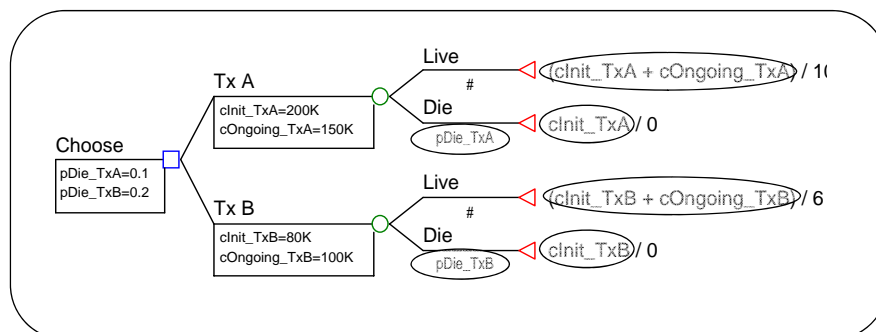 Live
(cInit_TxA + cOngoing_TxA) / 10
#
Tx A
cInit_TxA=200K
cOngoing_TxA=150K
Die
cInit_TxA / 0
pDie_TxA
Choose
pDie_TxA=0.1
pDie_TxB=0.2
Live
(cInit_TxB + cOngoing_TxB) / 6
#
Tx B
cInit_TxB=80K
cOngoing_TxB=100K
Die
cInit_TxB / 0
pDie_TxB